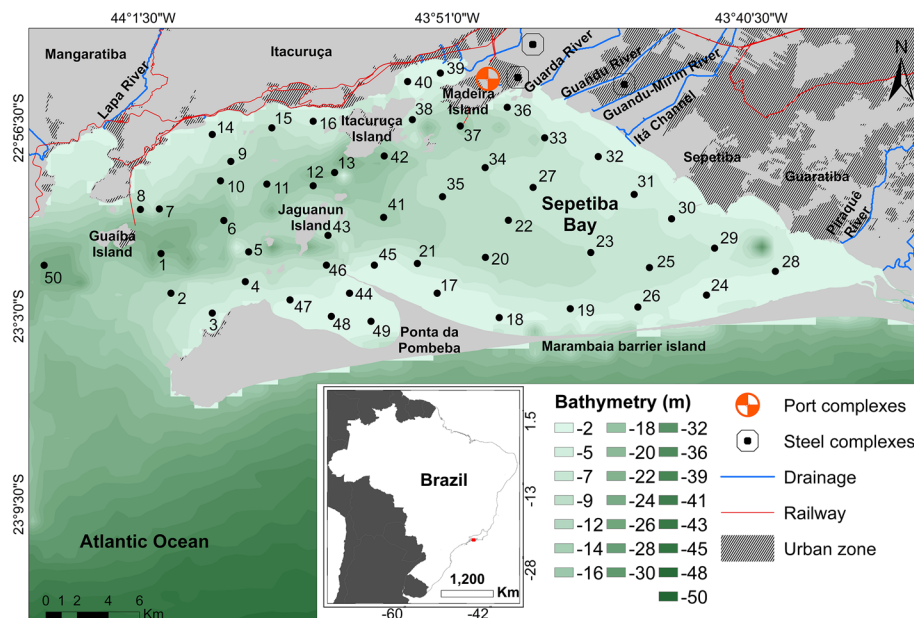 44°1'30"S 43°51'0"W 43°40'30"W
Mangaratiba
Itacuruça
Lapa River
Guarda River
Guandu River
Guandu-Mirim River
Itá Channel
N
22°56'30"S
39
40
Madeira
Island
36
38
37
Itacuruça
Island
14
15
16
33
Sepetiba
Guaratiba
Piraquê
River
9
13
42
34
32
10
11
12
35
27
31
8
7
Jaguanun
Island
41
Sepetiba
Bay
30
6
22
Guaíba
Island
43
5
29
1
23
50
46
45
21
20
25
28
2
4
44
17
24
23°3'0"S
3
47
48
49
18
19
26
Ponta da
Pombeba
Marambaia barrier island
23°9'30"S
Atlantic Ocean
0 1 2 4 6
Km
Brazil
1,200
Km
1.5
-13
-28
-60 -42
Bathymetry (m)
-2 -18 -32
-5 -20 -36
-7 -22 -39
-9 -24 -41
-12 -26 -43
-14 -28 -45
-16 -30 -48
-50
Port complexes
Steel complexes
Drainage
Railway
Urban zone